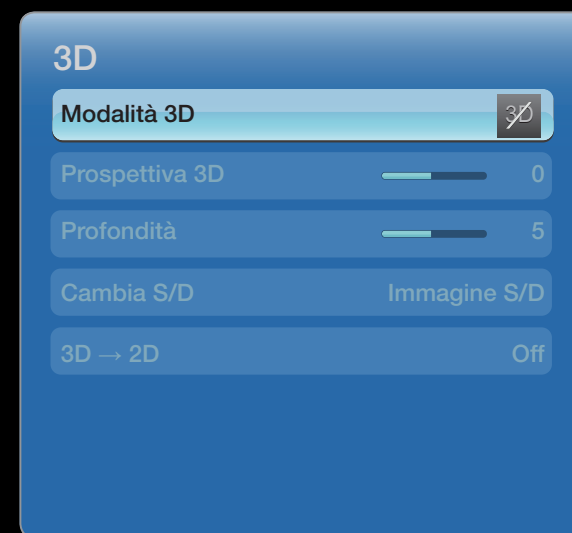 3D
Modalità 3D 3D
Prospettiva 3D 0
Profondità 5
Cambia S/D Immagine S/D
3D → 2D Off